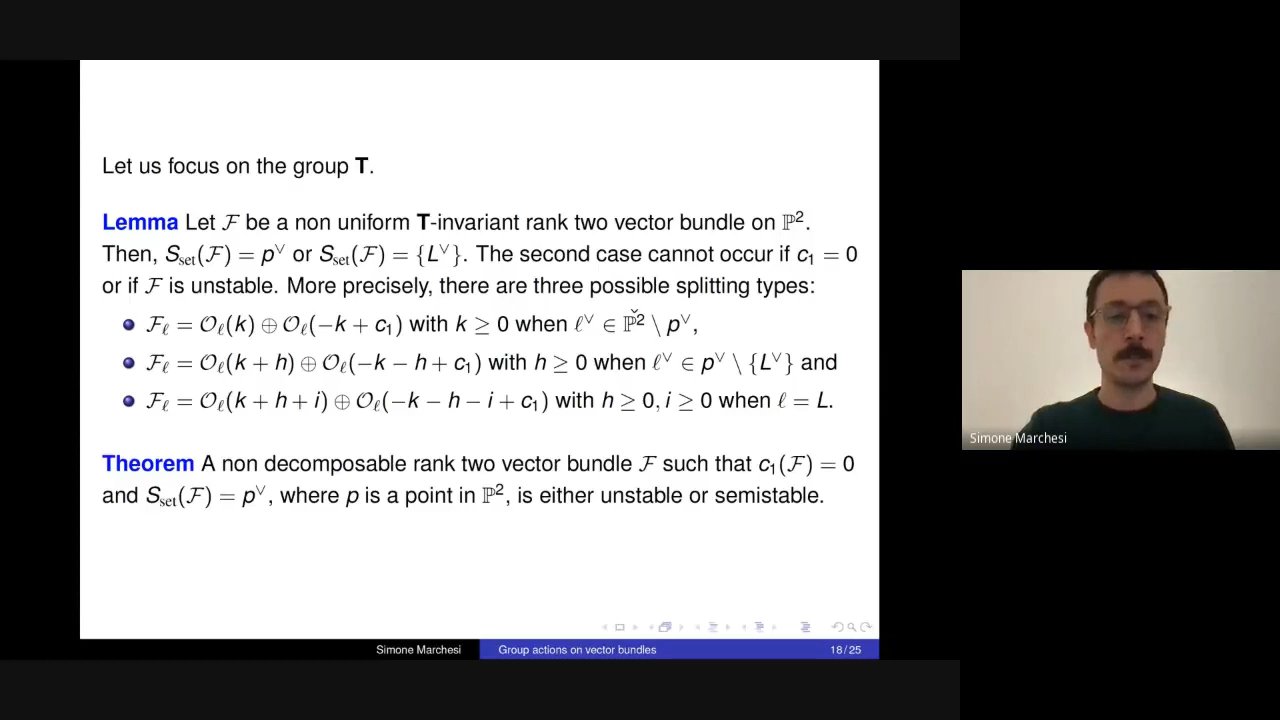 Let us focus on the group T.
Lemma Let ℱ be a non uniform T-invariant rank two vector bundle on ℙ².
Then, S_set(ℱ) = p^∨ or S_set(ℱ) = {L^∨}. The second case cannot occur if c₁ = 0
or if ℱ is unstable. More precisely, there are three possible splitting types:
ℱ_ℓ = 𝒪_ℓ(k) ⊕ 𝒪_ℓ(−k + c₁) with k ≥ 0 when ℓ^∨ ∈ ℙ̌² \ p^∨,
ℱ_ℓ = 𝒪_ℓ(k + h) ⊕ 𝒪_ℓ(−k − h + c₁) with h ≥ 0 when ℓ^∨ ∈ p^∨ \ {L^∨} and
ℱ_ℓ = 𝒪_ℓ(k + h + i) ⊕ 𝒪_ℓ(−k − h − i + c₁) with h ≥ 0, i ≥ 0 when ℓ = L.
Theorem A non decomposable rank two vector bundle ℱ such that c₁(ℱ) = 0
and S_set(ℱ) = p^∨, where p is a point in ℙ², is either unstable or semistable.
Simone Marchesi Group actions on vector bundles 18/25
Simone Marchesi